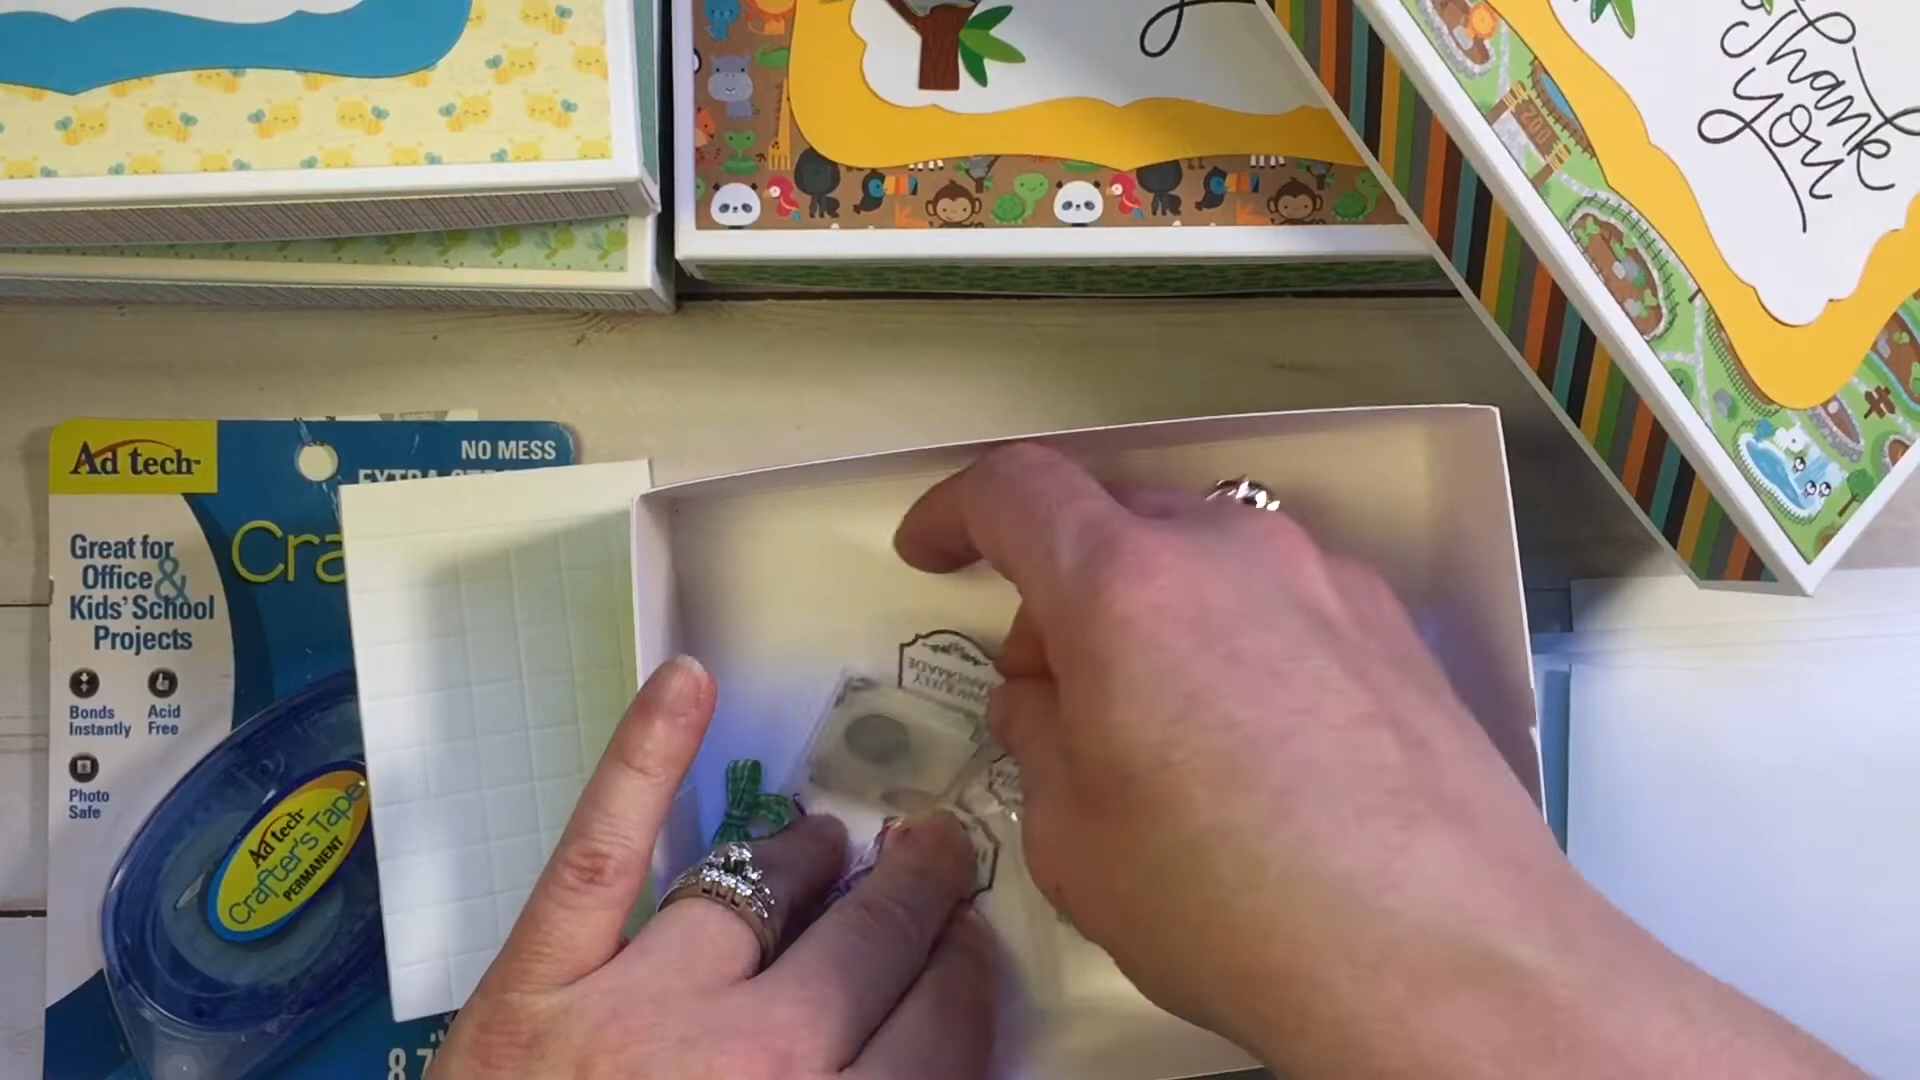 Thank
you
ZOO
Ad tech
NO MESS
Great for
Office &
Kids' School
Projects
Bonds
Instantly
Acid
Free
Photo
Safe
Ad tech
Crafter's Tape
PERMANENT